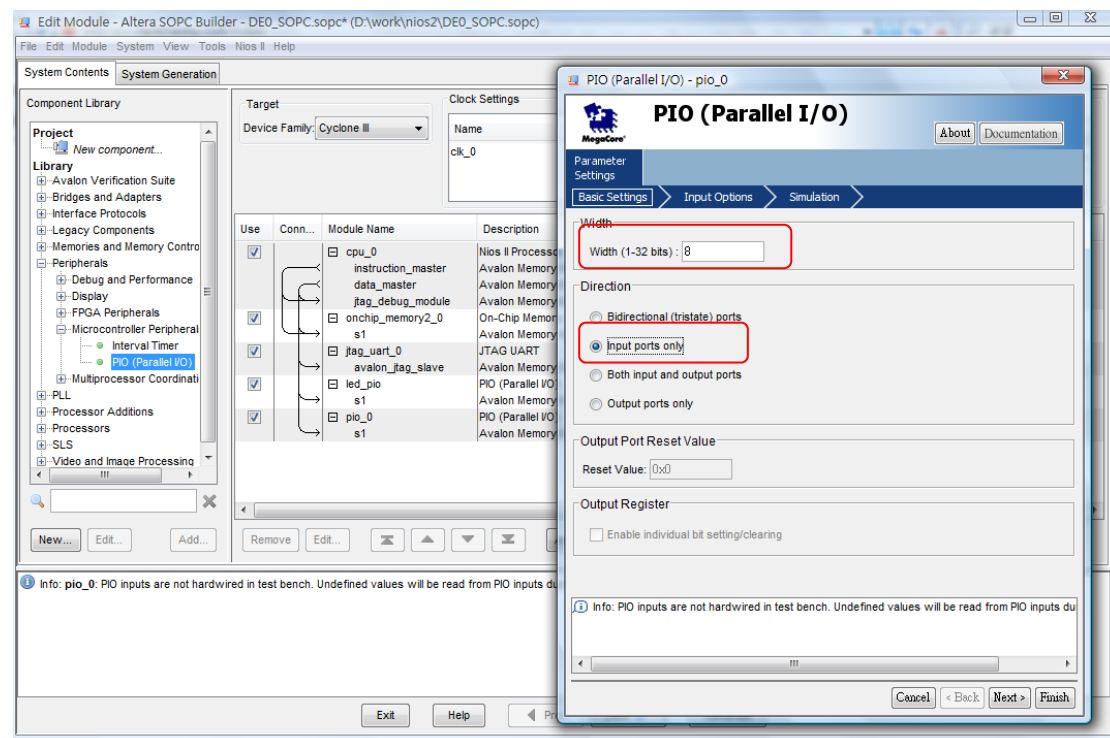 Edit Module - Altera SOPC Builder - DE0_SOPC.sopc* (D:\work\nios2\DE0_SOPC.sopc)
File Edit Module System View Tools Nios II Help
System Contents System Generation
Component Library
Project
New component...
Library
Avalon Verification Suite
Bridges and Adapters
Interface Protocols
Legacy Components
Memories and Memory Contro
Peripherals
Debug and Performance
Display
FPGA Peripherals
Microcontroller Peripheral
Interval Timer
PIO (Parallel I/O)
Multiprocessor Coordinati
PLL
Processor Additions
Processors
SLS
Video and Image Processing
New... Edit... Add...
Target
Device Family: Cyclone III
Clock Settings
Name
clk_0
Use Conn... Module Name Description
cpu_0 Nios II Processo
instruction_master Avalon Memory
data_master Avalon Memory
jtag_debug_module Avalon Memory
onchip_memory2_0 On-Chip Memor
s1 Avalon Memory
jtag_uart_0 JTAG UART
avalon_jtag_slave Avalon Memory
led_pio PIO (Parallel I/O)
s1 Avalon Memory
pio_0 PIO (Parallel I/O)
s1 Avalon Memory
Remove Edit...
Info: pio_0: PIO inputs are not hardwired in test bench. Undefined values will be read from PIO inputs du
Exit Help
PIO (Parallel I/O) - pio_0
MegaCore'
PIO (Parallel I/O)
About Documentation
Parameter
Settings
Basic Settings Input Options Simulation
Width
Width (1-32 bits) : 8
Direction
Bidirectional (tristate) ports
Input ports only
Both input and output ports
Output ports only
Output Port Reset Value
Reset Value: 0x0
Output Register
Enable individual bit setting/clearing
Info: PIO inputs are not hardwired in test bench. Undefined values will be read from PIO inputs du
Cancel < Back Next > Finish